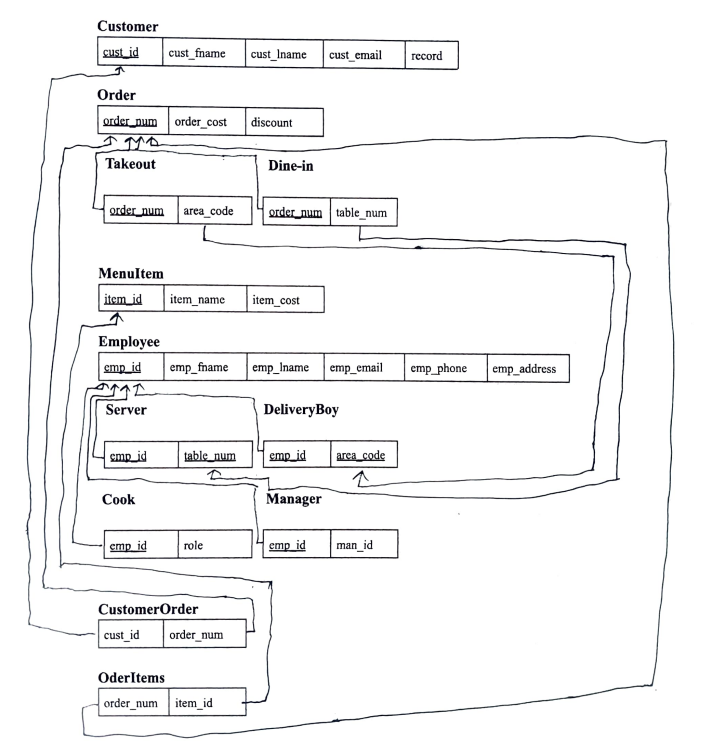 Customer
cust_id cust_fname cust_lname cust_email record
Order
order_num order_cost discount
Takeout Dine-in
order_num area_code order_num table_num
MenuItem
item_id item_name item_cost
Employee
emp_id emp_fname emp_lname emp_email emp_phone emp_address
Server DeliveryBoy
emp_id table_num emp_id area_code
Cook Manager
emp_id role emp_id man_id
CustomerOrder
cust_id order_num
OderItems
order_num item_id